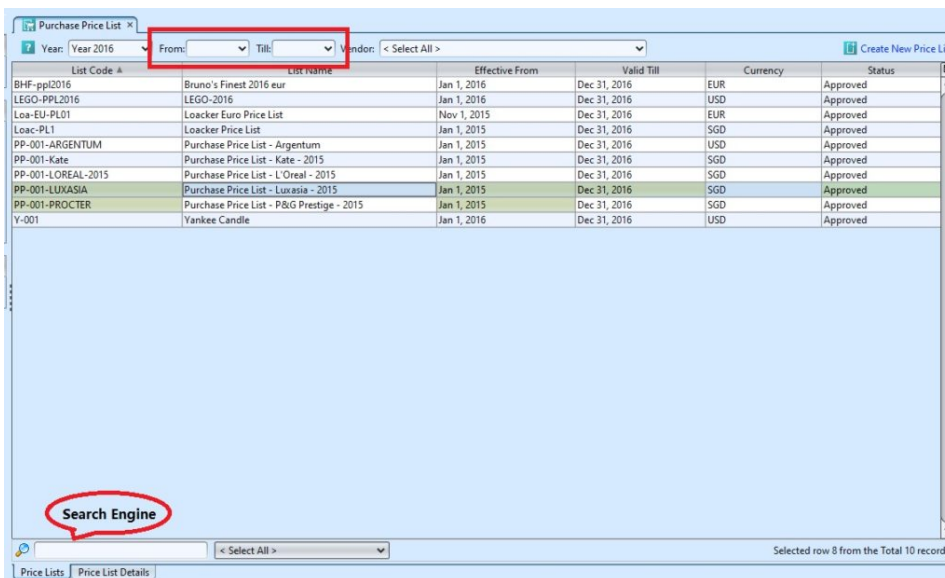 Purchase Price List ×
? Year: Year 2016 From: Till: Vendor: < Select All > Create New Price Li
List Code List Name Effective From Valid Till Currency Status
BHF-ppl2016 Bruno's Finest 2016 eur Jan 1, 2016 Dec 31, 2016 EUR Approved
LEGO-PPL2016 LEGO-2016 Jan 1, 2016 Dec 31, 2016 USD Approved
Loa-EU-PL01 Loacker Euro Price List Nov 1, 2015 Dec 31, 2016 EUR Approved
Loac-PL1 Loacker Price List Jan 1, 2015 Dec 31, 2016 SGD Approved
PP-001-ARGENTUM Purchase Price List - Argentum Jan 1, 2015 Dec 31, 2016 USD Approved
PP-001-Kate Purchase Price List - Kate - 2015 Jan 1, 2015 Dec 31, 2016 SGD Approved
PP-001-LOREAL-2015 Purchase Price List - L'Oreal - 2015 Jan 1, 2015 Dec 31, 2016 SGD Approved
PP-001-LUXASIA Purchase Price List - Luxasia - 2015 Jan 1, 2015 Dec 31, 2016 SGD Approved
PP-001-PROCTER Purchase Price List - P&G Prestige - 2015 Jan 1, 2015 Dec 31, 2016 SGD Approved
Y-001 Yankee Candle Jan 1, 2016 Dec 31, 2016 USD Approved
Search Engine
< Select All > Selected row 8 from the Total 10 record
Price Lists Price List Details